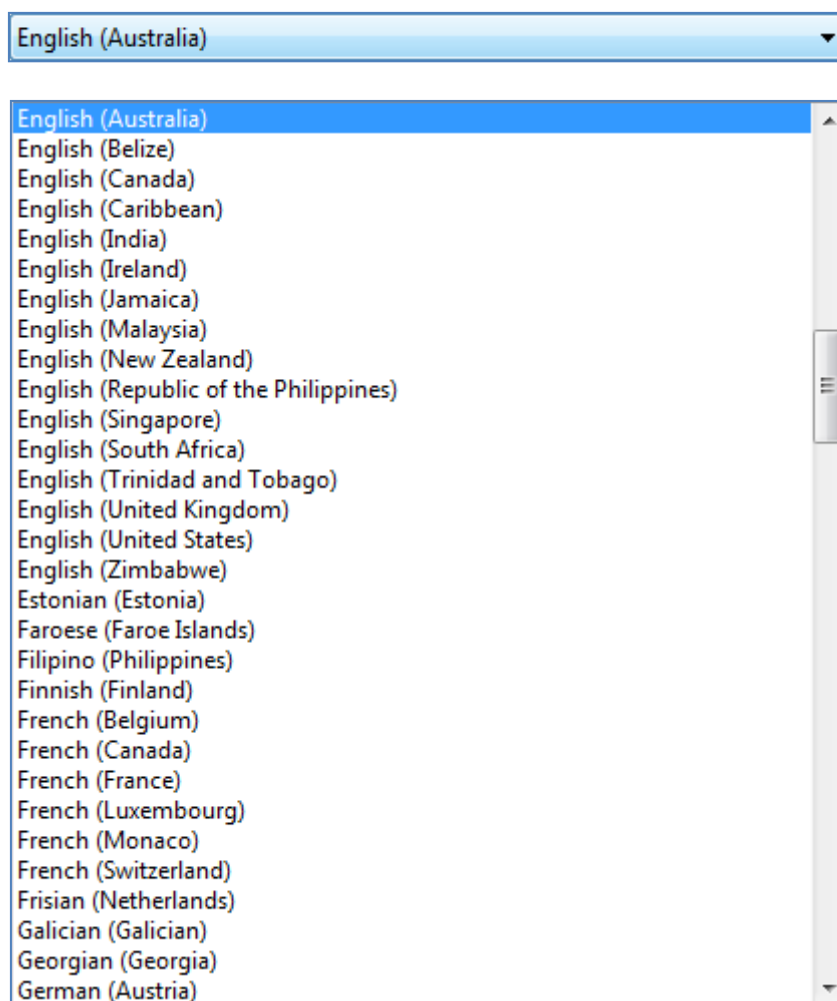 English (Australia)
English (Australia)
English (Belize)
English (Canada)
English (Caribbean)
English (India)
English (Ireland)
English (Jamaica)
English (Malaysia)
English (New Zealand)
English (Republic of the Philippines)
English (Singapore)
English (South Africa)
English (Trinidad and Tobago)
English (United Kingdom)
English (United States)
English (Zimbabwe)
Estonian (Estonia)
Faroese (Faroe Islands)
Filipino (Philippines)
Finnish (Finland)
French (Belgium)
French (Canada)
French (France)
French (Luxembourg)
French (Monaco)
French (Switzerland)
Frisian (Netherlands)
Galician (Galician)
Georgian (Georgia)
German (Austria)